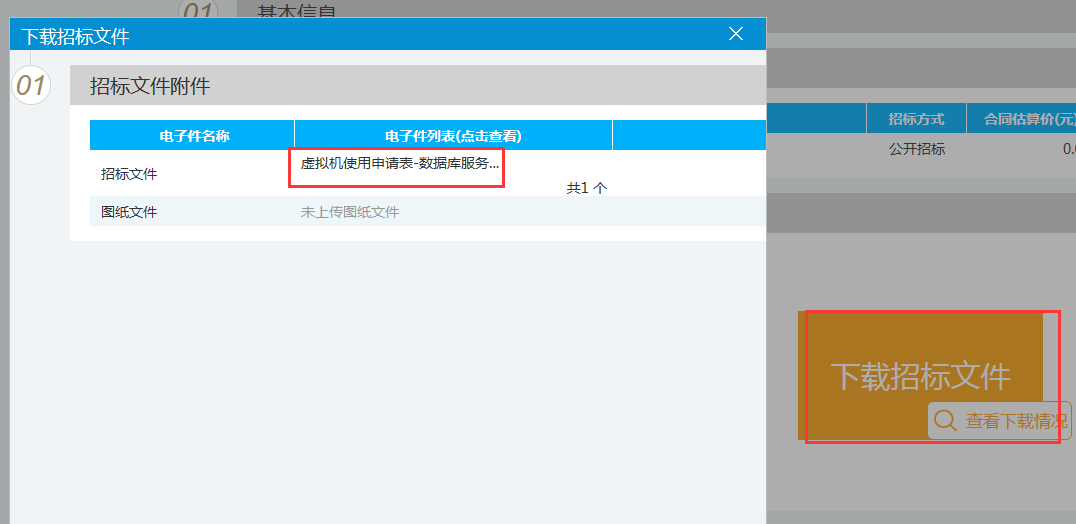 01
基本信息
下载招标文件
01
招标文件附件
电子件名称
电子件列表(点击查看)
招标文件
虚拟机使用申请表-数据库服务...
共1 个
图纸文件
未上传图纸文件
招标方式
合同估算价(元)
公开招标
0.
下载招标文件
查看下载情况